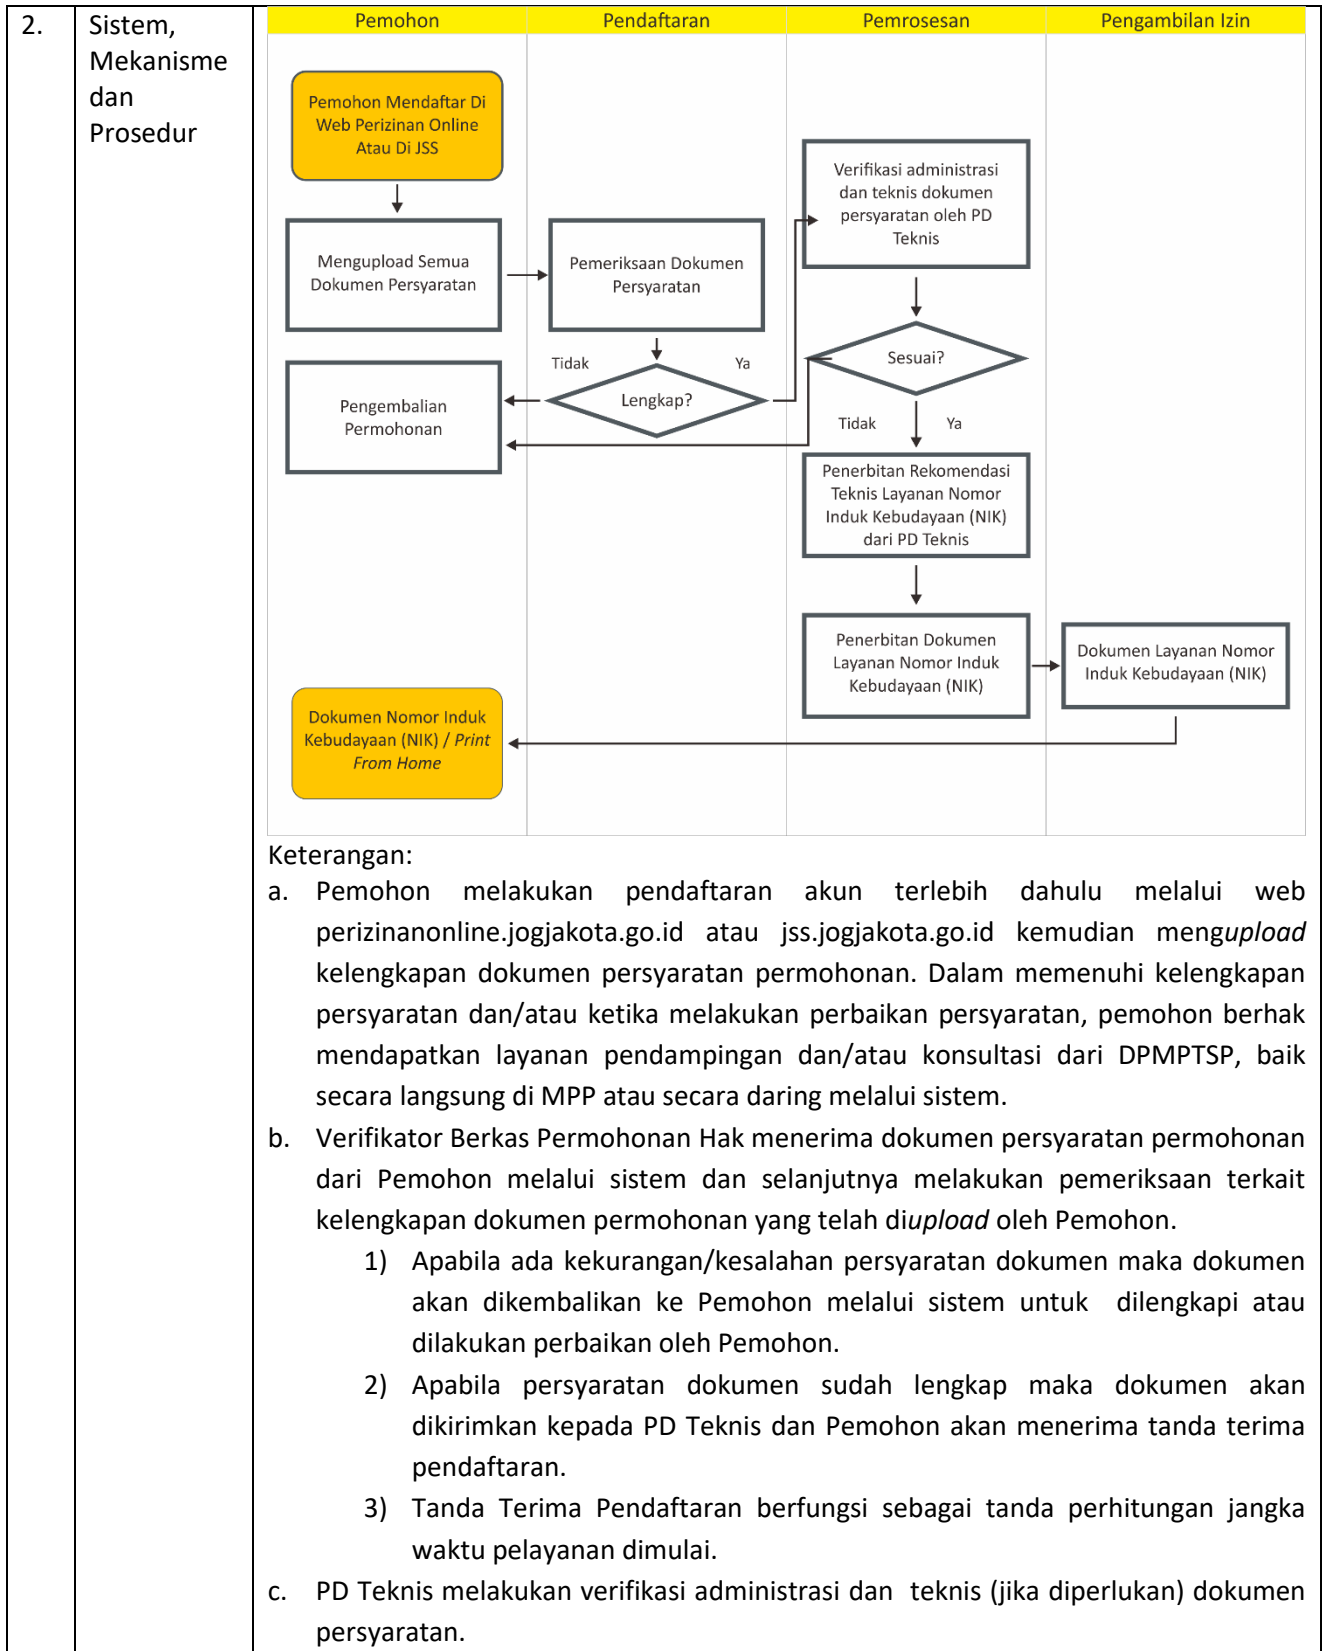 2.
Sistem,
Mekanisme
dan
Prosedur
Pemohon
Pendaftaran
Pemrosesan
Pengambilan Izin
Pemohon Mendaftar Di
Web Perizinan Online
Atau Di JSS
Mengupload Semua
Dokumen Persyaratan
Pemeriksaan Dokumen
Persyaratan
Verifikasi administrasi
dan teknis dokumen
persyaratan oleh PD
Teknis
Tidak
Ya
Lengkap?
Sesuai?
Pengembalian
Permohonan
Tidak
Ya
Penerbitan Rekomendasi
Teknis Layanan Nomor
Induk Kebudayaan (NIK)
dari PD Teknis
Penerbitan Dokumen
Layanan Nomor Induk
Kebudayaan (NIK)
Dokumen Layanan Nomor
Induk Kebudayaan (NIK)
Dokumen Nomor Induk
Kebudayaan (NIK) / Print
From Home
Keterangan:
a. Pemohon melakukan pendaftaran akun terlebih dahulu melalui web
perizinanonline.jogjakota.go.id atau jss.jogjakota.go.id kemudian mengupload
kelengkapan dokumen persyaratan permohonan. Dalam memenuhi kelengkapan
persyaratan dan/atau ketika melakukan perbaikan persyaratan, pemohon berhak
mendapatkan layanan pendampingan dan/atau konsultasi dari DPMPTSP, baik
secara langsung di MPP atau secara daring melalui sistem.
b. Verifikator Berkas Permohonan Hak menerima dokumen persyaratan permohonan
dari Pemohon melalui sistem dan selanjutnya melakukan pemeriksaan terkait
kelengkapan dokumen permohonan yang telah diupload oleh Pemohon.
1) Apabila ada kekurangan/kesalahan persyaratan dokumen maka dokumen
akan dikembalikan ke Pemohon melalui sistem untuk dilengkapi atau
dilakukan perbaikan oleh Pemohon.
2) Apabila persyaratan dokumen sudah lengkap maka dokumen akan
dikirimkan kepada PD Teknis dan Pemohon akan menerima tanda terima
pendaftaran.
3) Tanda Terima Pendaftaran berfungsi sebagai tanda perhitungan jangka
waktu pelayanan dimulai.
c. PD Teknis melakukan verifikasi administrasi dan teknis (jika diperlukan) dokumen
persyaratan.